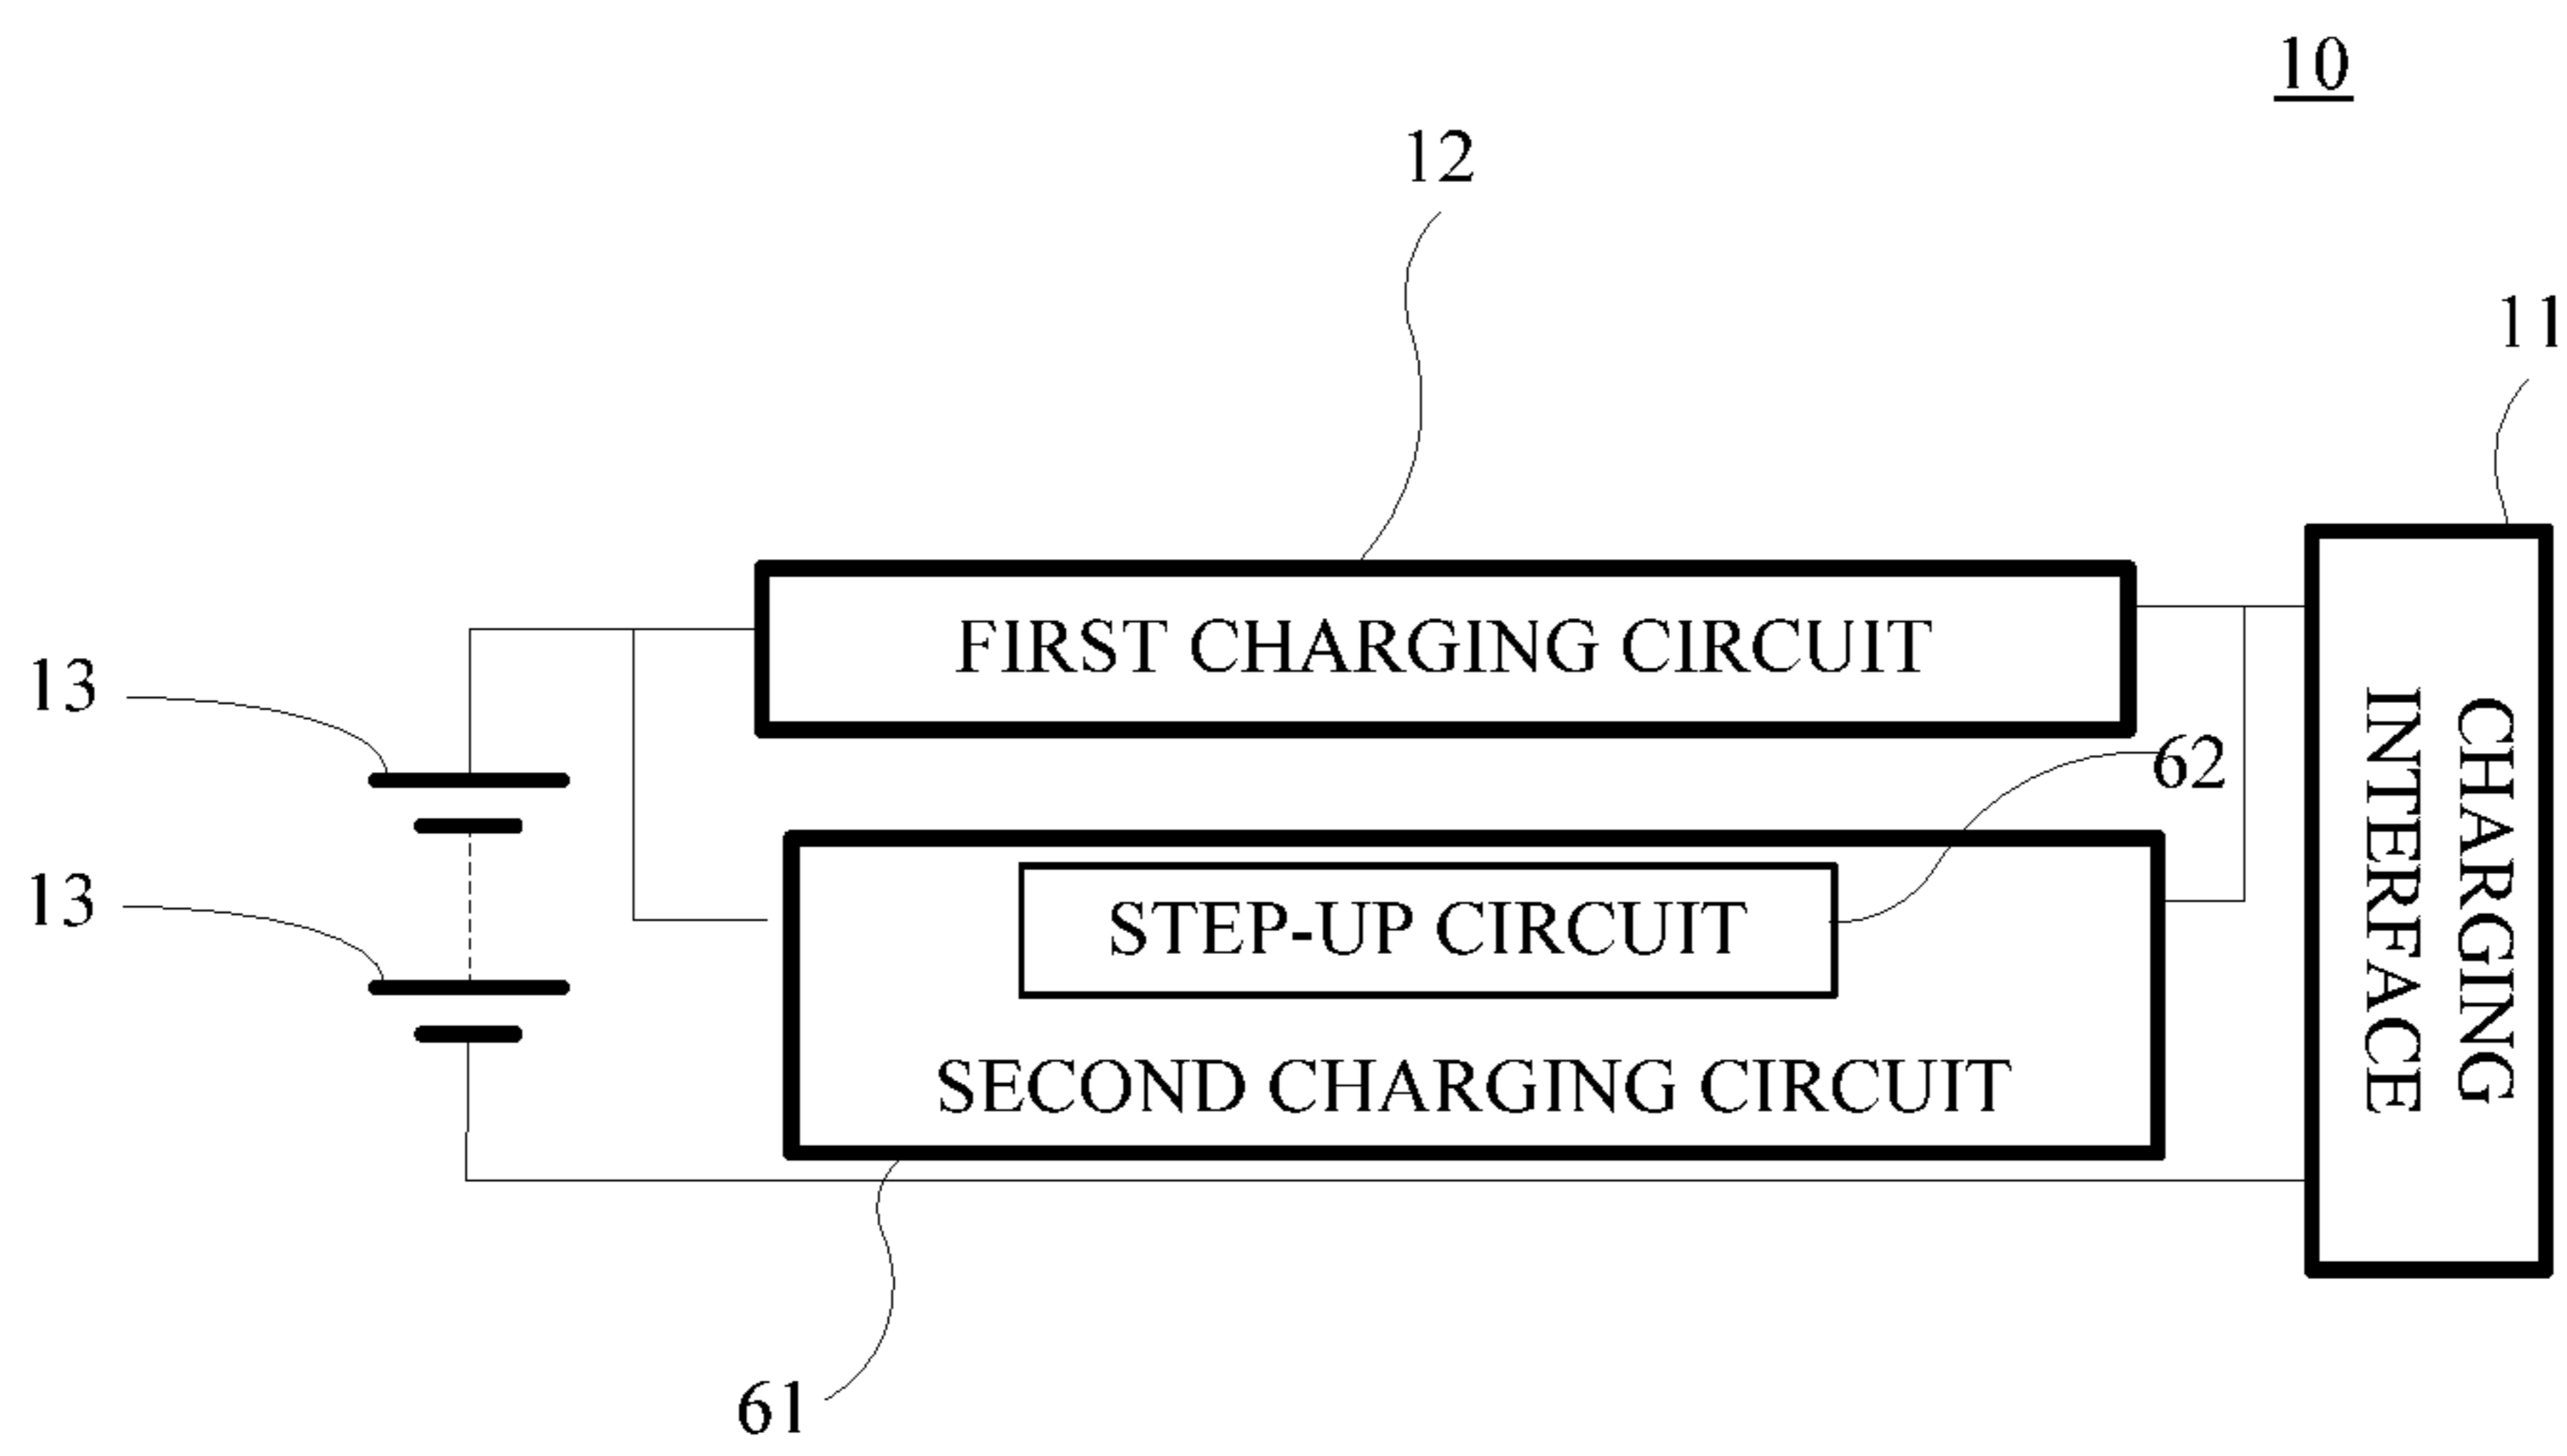 10
12
11
FIRST CHARGING CIRCUIT
13
62
CHARGING
INTERFACE
13
STEP-UP CIRCUIT
SECOND CHARGING CIRCUIT
61